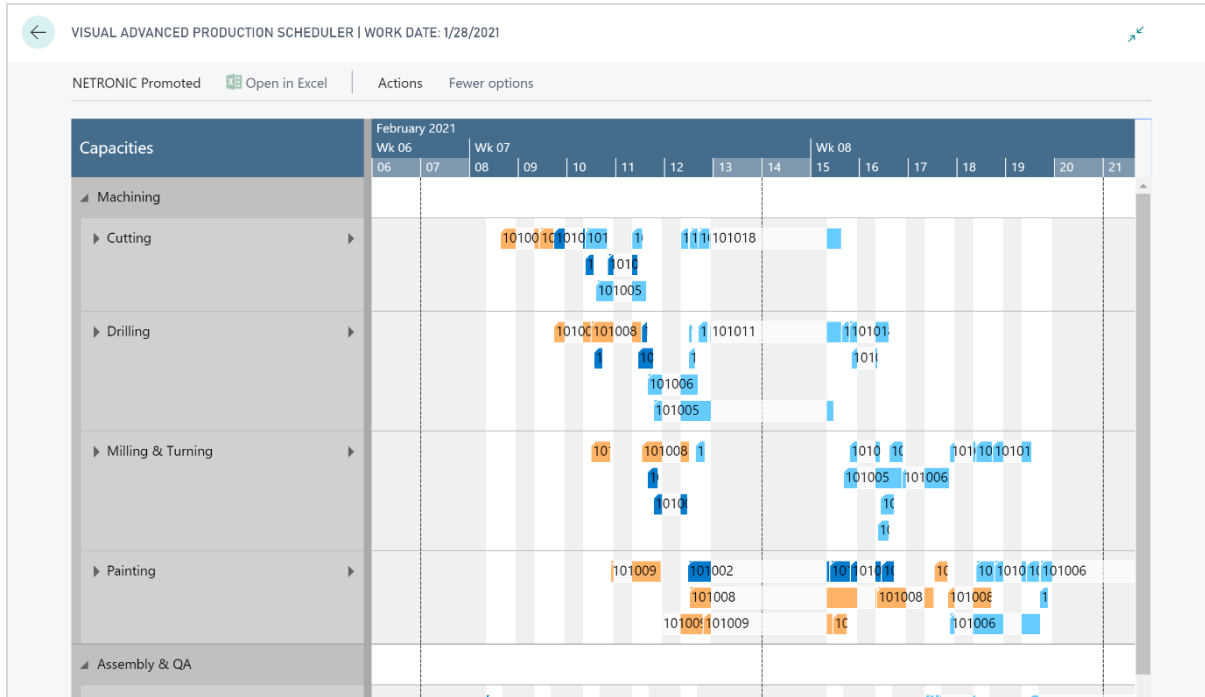 VISUAL ADVANCED PRODUCTION SCHEDULER | WORK DATE: 1/28/2021
NETRONIC Promoted Open in Excel Actions Fewer options
Capacities
February 2021
Wk 06 Wk 07 Wk 08
06 07 08 09 10 11 12 13 14 15 16 17 18 19 20 21
Machining
Cutting
101018
101005
Drilling
101008 101011
101006
101005
Milling & Turning
101008
101005 101006
Painting
101009 101002 101006
101008 101008 101008
101009 101009 101006
Assembly & QA